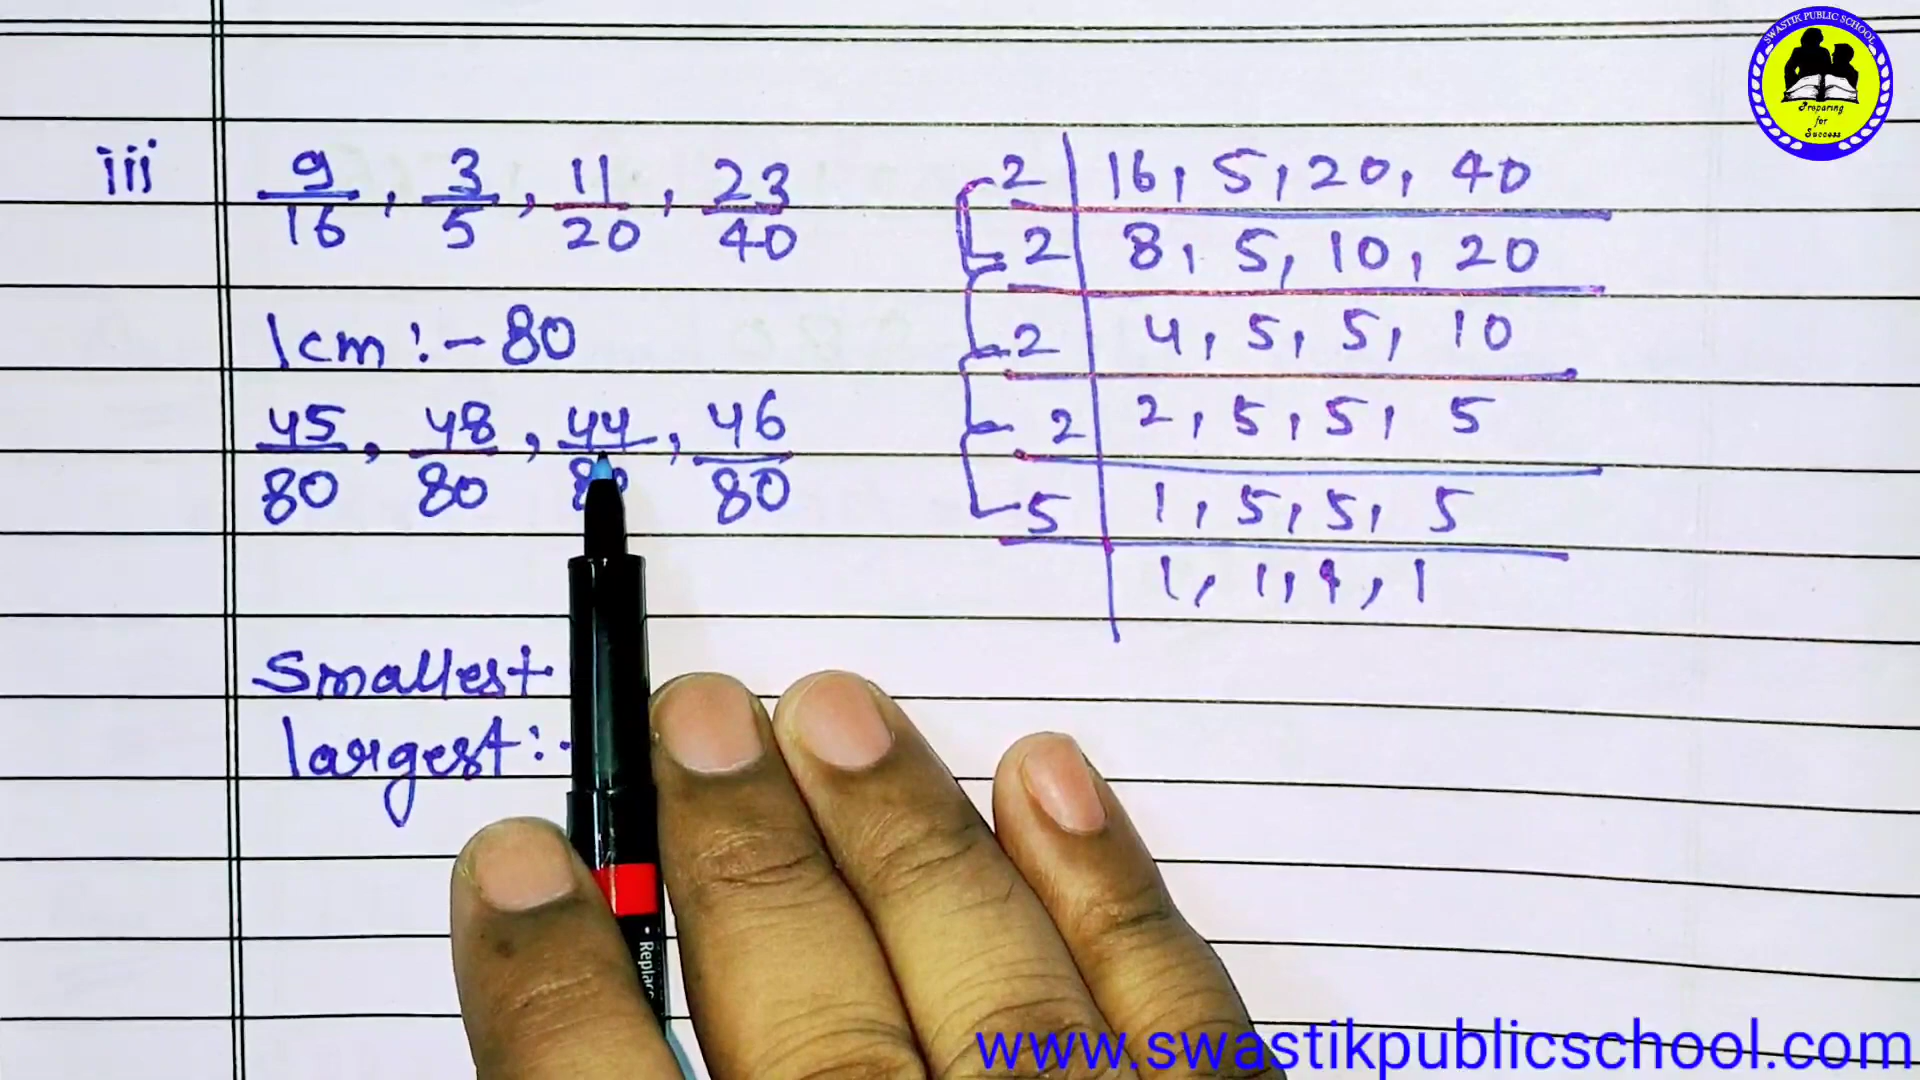 iii 9/16, 3/5, 11/20, 23/40
lcm :- 80
45/80, 48/80, 44/80, 46/80
Smallest
largest :-
2 | 16, 5, 20, 40
2 | 8, 5, 10, 20
2 | 4, 5, 5, 10
2 | 2, 5, 5, 5
5 | 1, 5, 5, 5
1, 1, 1, 1
SWASTIK PUBLIC SCHOOL
Preparing
for
Success
Replace
www.swastikpublicschool.com